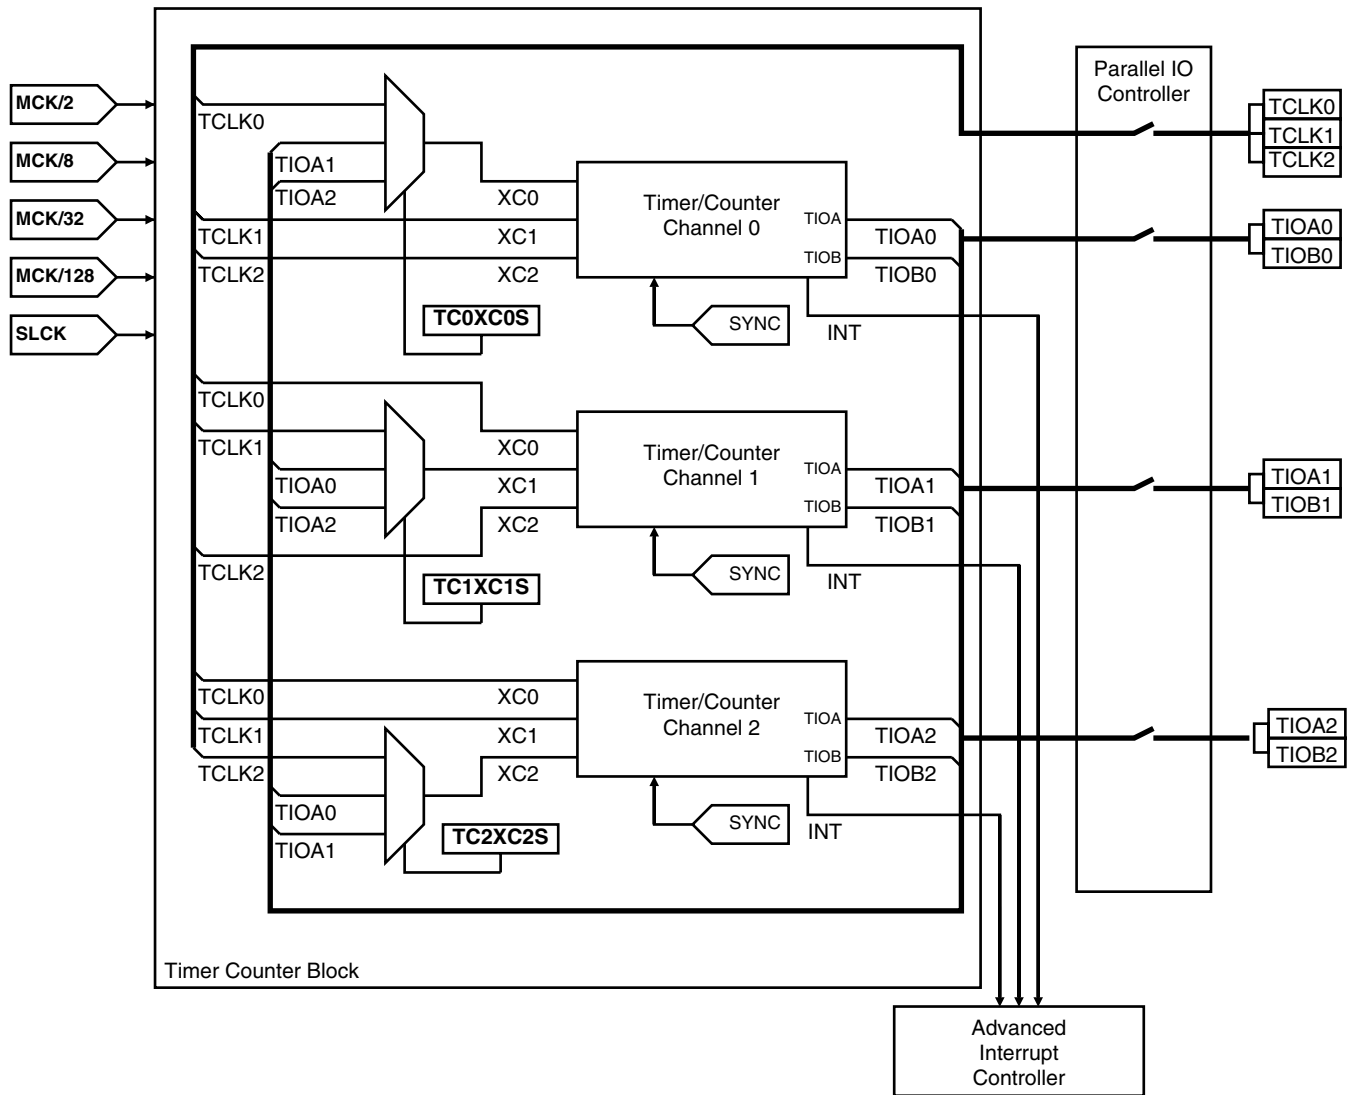 Parallel IO
Controller
MCK/2
MCK/8
MCK/32
MCK/128
SLCK
TCLK0
TIOA1
TIOA2
TCLK1
TCLK2
XC0
XC1
XC2
Timer/Counter
Channel 0
TIOA
TIOB
TIOA0
TIOB0
TC0XC0S
SYNC
INT
TCLK0
TCLK1
TIOA0
TIOA2
TCLK2
XC0
XC1
XC2
Timer/Counter
Channel 1
TIOA
TIOB
TIOA1
TIOB1
TC1XC1S
SYNC
INT
TCLK0
TCLK1
TCLK2
TIOA0
TIOA1
XC0
XC1
XC2
Timer/Counter
Channel 2
TIOA
TIOB
TIOA2
TIOB2
TC2XC2S
SYNC
INT
TCLK0
TCLK1
TCLK2
TIOA0
TIOB0
TIOA1
TIOB1
TIOA2
TIOB2
Timer Counter Block
Advanced
Interrupt
Controller